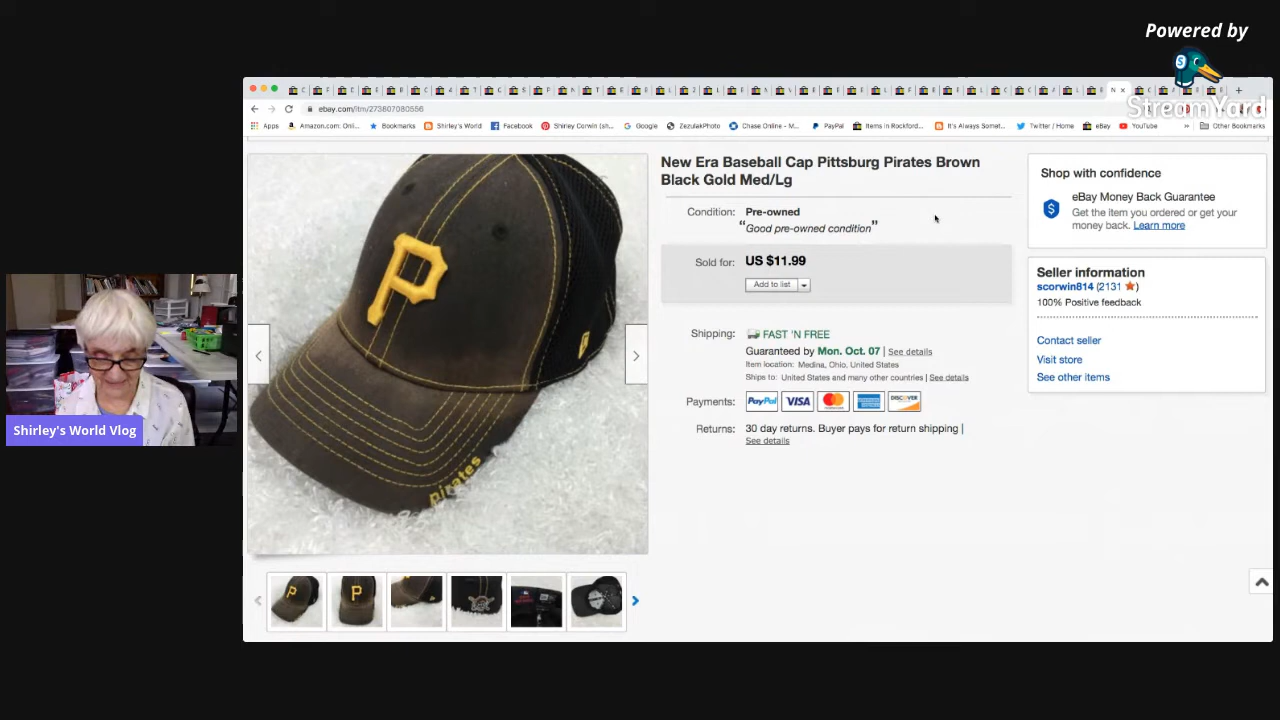 Powered by
StreamYard
ebay.com/itm/273807080556
Apps
Amazon.com: Onli...
Bookmarks
Shirley's World
Facebook
Shirley Corwin (sh...
Google
ZezulakPhoto
Chase Online - M...
PayPal
Items in Rockford...
It's Always Somet...
Twitter / Home
eBay
YouTube
»
Other Bookmarks
P
Pirates
New Era Baseball Cap Pittsburg Pirates Brown
Black Gold Med/Lg
Condition: Pre-owned
“Good pre-owned condition”
Sold for: US $11.99
Add to list
Shipping: FAST 'N FREE
Guaranteed by Mon. Oct. 07 | See details
Item location: Medina, Ohio, United States
Ships to: United States and many other countries | See details
Payments: PayPal VISA MasterCard AMERICAN EXPRESS DISCOVER
Returns: 30 day returns. Buyer pays for return shipping |
See details
Shop with confidence
eBay Money Back Guarantee
Get the item you ordered or get your
money back. Learn more
Seller information
scorwin814 (2131 ★)
100% Positive feedback
Contact seller
Visit store
See other items
Shirley's World Vlog